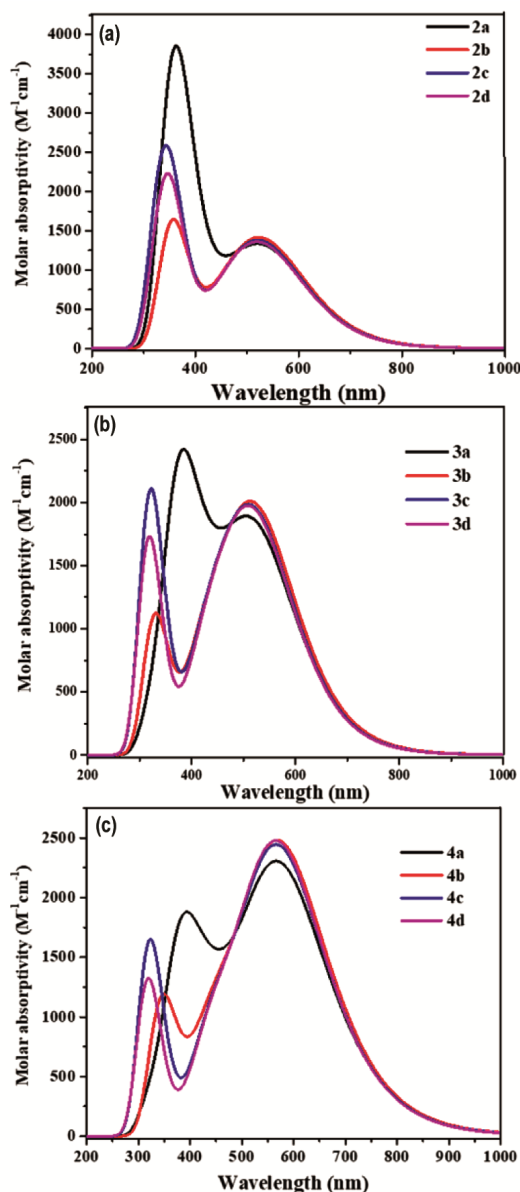 (a)
2a
2b
2c
2d
Molar absorptivity (M⁻¹cm⁻¹)
4000
3500
3000
2500
2000
1500
1000
500
0
200 400 600 800 1000
Wavelength (nm)
(b)
3a
3b
3c
3d
Molar absorptivity (M⁻¹cm⁻¹)
2500
2000
1500
1000
500
0
200 400 600 800 1000
Wavelength (nm)
(c)
4a
4b
4c
4d
Molar absorptivity (M⁻¹cm⁻¹)
2500
2000
1500
1000
500
0
200 300 400 500 600 700 800 900 1000
Wavelength (nm)